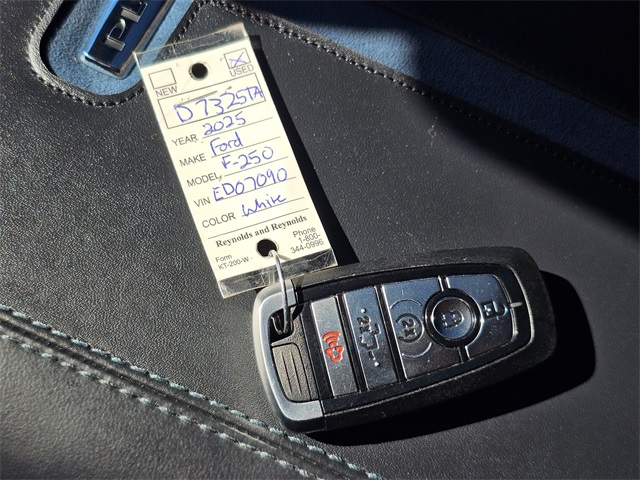 PL
NEW
USED
D7325TA
YEAR 2025
MAKE Ford
MODEL F-250
VIN ED07090
COLOR White
Reynolds and Reynolds
Form
KT-200-W
Phone
1-800-
344-0996